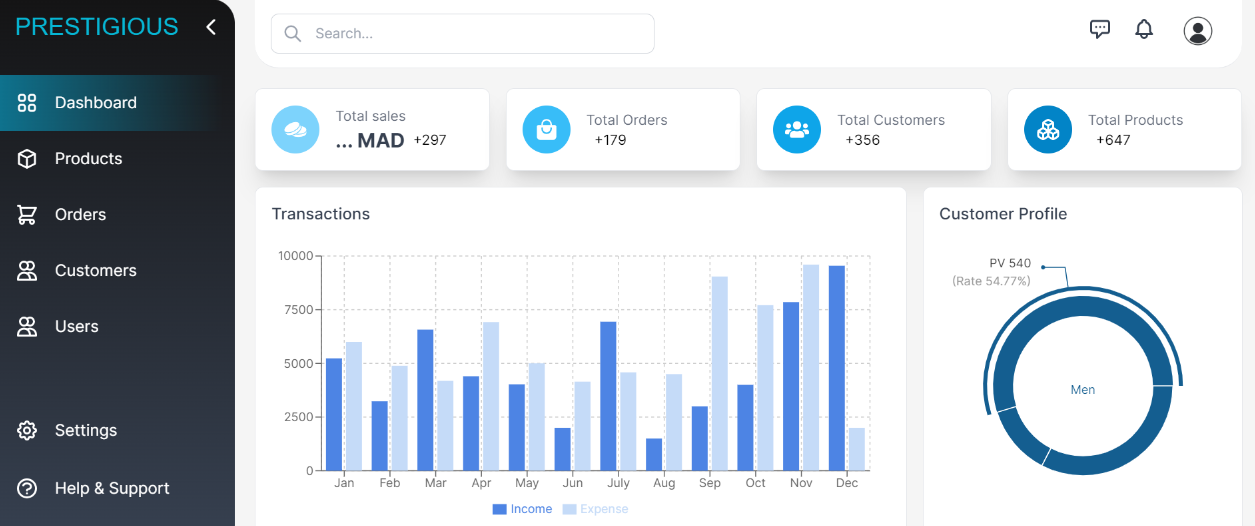 PRESTIGIOUS
Search...
Dashboard
Products
Orders
Customers
Users
Settings
Help & Support
Total sales
... MAD +297
Total Orders
+179
Total Customers
+356
Total Products
+647
Transactions
10000
7500
5000
2500
0
Jan Feb Mar Apr May Jun July Aug Sep Oct Nov Dec
Income Expense
Customer Profile
PV 540
(Rate 54.77%)
Men